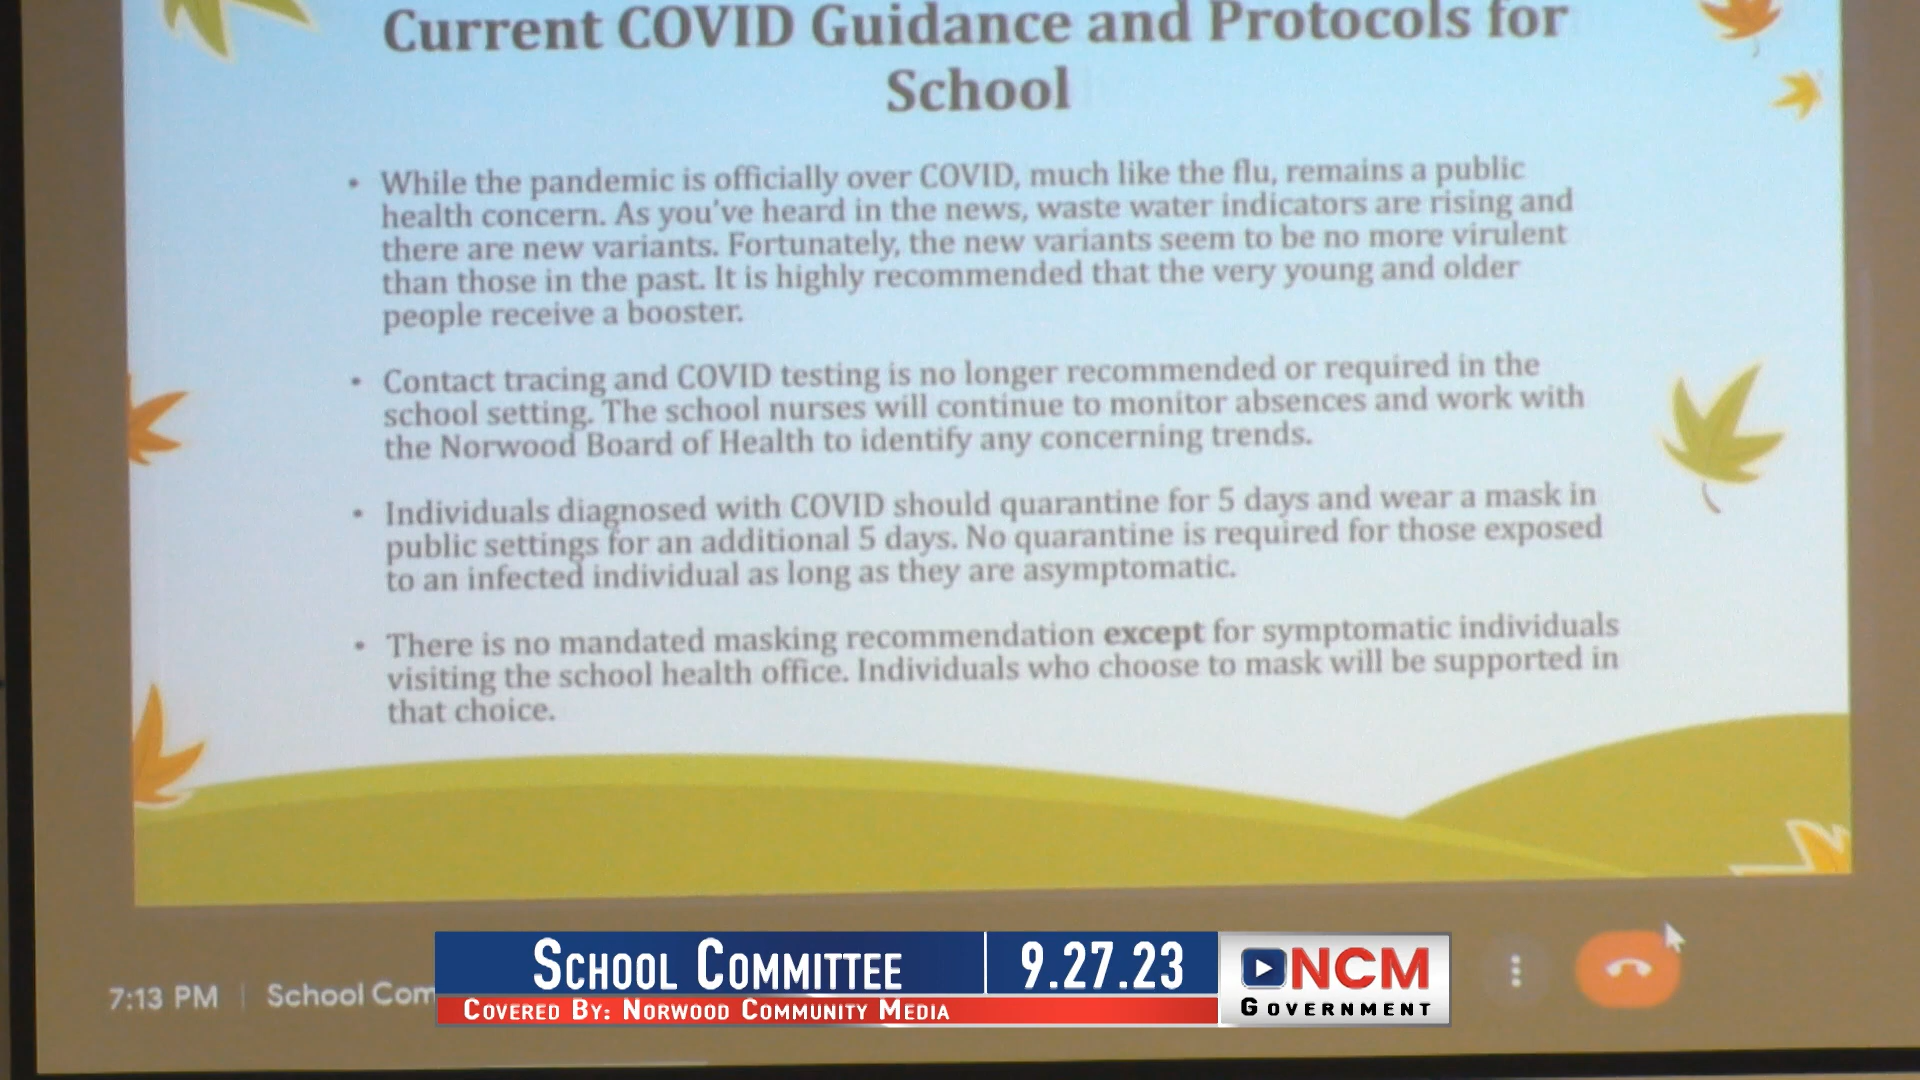 Current COVID Guidance and Protocols for
School
• While the pandemic is officially over COVID, much like the flu, remains a public
health concern. As you've heard in the news, waste water indicators are rising and
there are new variants. Fortunately, the new variants seem to be no more virulent
than those in the past. It is highly recommended that the very young and older
people receive a booster.
• Contact tracing and COVID testing is no longer recommended or required in the
school setting. The school nurses will continue to monitor absences and work with
the Norwood Board of Health to identify any concerning trends.
• Individuals diagnosed with COVID should quarantine for 5 days and wear a mask in
public settings for an additional 5 days. No quarantine is required for those exposed
to an infected individual as long as they are asymptomatic.
• There is no mandated masking recommendation except for symptomatic individuals
visiting the school health office. Individuals who choose to mask will be supported in
that choice.
7:13 PM | School Com
School Committee 9.27.23
Covered By: Norwood Community Media
NCM
Government